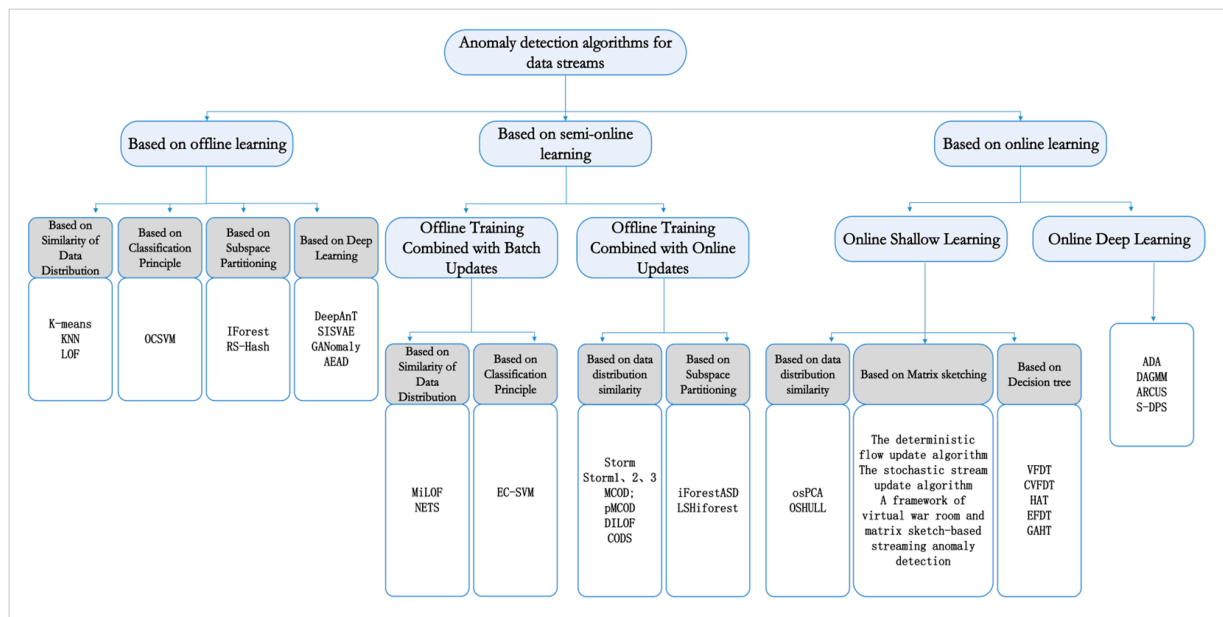 Anomaly detection algorithms for
data streams
Based on offline learning
Based on semi-online
learning
Based on online learning
Based on
Similarity of
Data
Distribution
Based on
Classification
Principle
Based on
Subspace
Partitioning
Based on Deep
Learning
K-means
KNN
LOF
OCSVM
IForest
RS-Hash
DeepAnT
SISVAE
GANomaly
AEAD
Offline Training
Combined with Batch
Updates
Offline Training
Combined with Online
Updates
Online Shallow Learning
Online Deep Learning
Based on
Similarity of
Data
Distribution
Based on
Classification
Principle
Based on data
distribution
similarity
Based on
Subspace
Partitioning
Based on data
distribution
similarity
Based on Matrix sketching
Based on
Decision tree
MiLOF
NETS
EC-SVM
Storm
Storm1、2、3
MCOD;
pMCOD
DILOF
CODS
iForestASD
LSHiforest
osPCA
OSHULL
The deterministic
flow update algorithm
The stochastic stream
update algorithm
A framework of
virtual war room and
matrix sketch-based
streaming anomaly
detection
VFDT
CVFDT
HAT
EFDT
GAHT
ADA
DAGMM
ARCUS
S-DPS